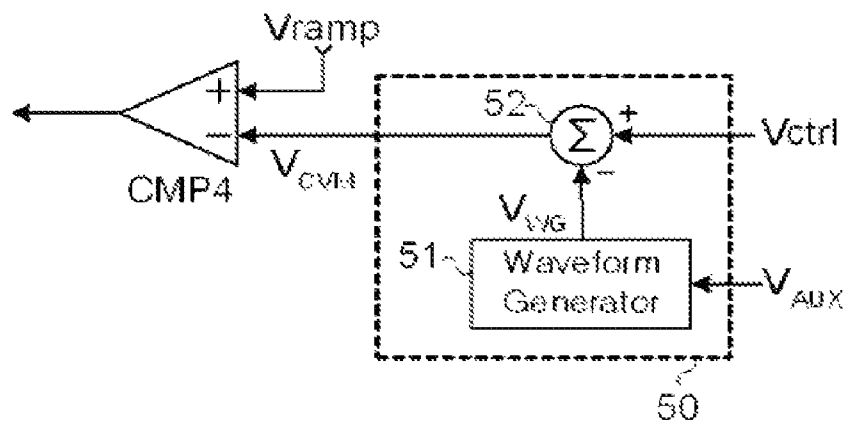 Vramp
+
−
CMP4
V_CVM
52
Σ
+
−
Vctrl
V_WG
51
Waveform
Generator
V_AUX
50